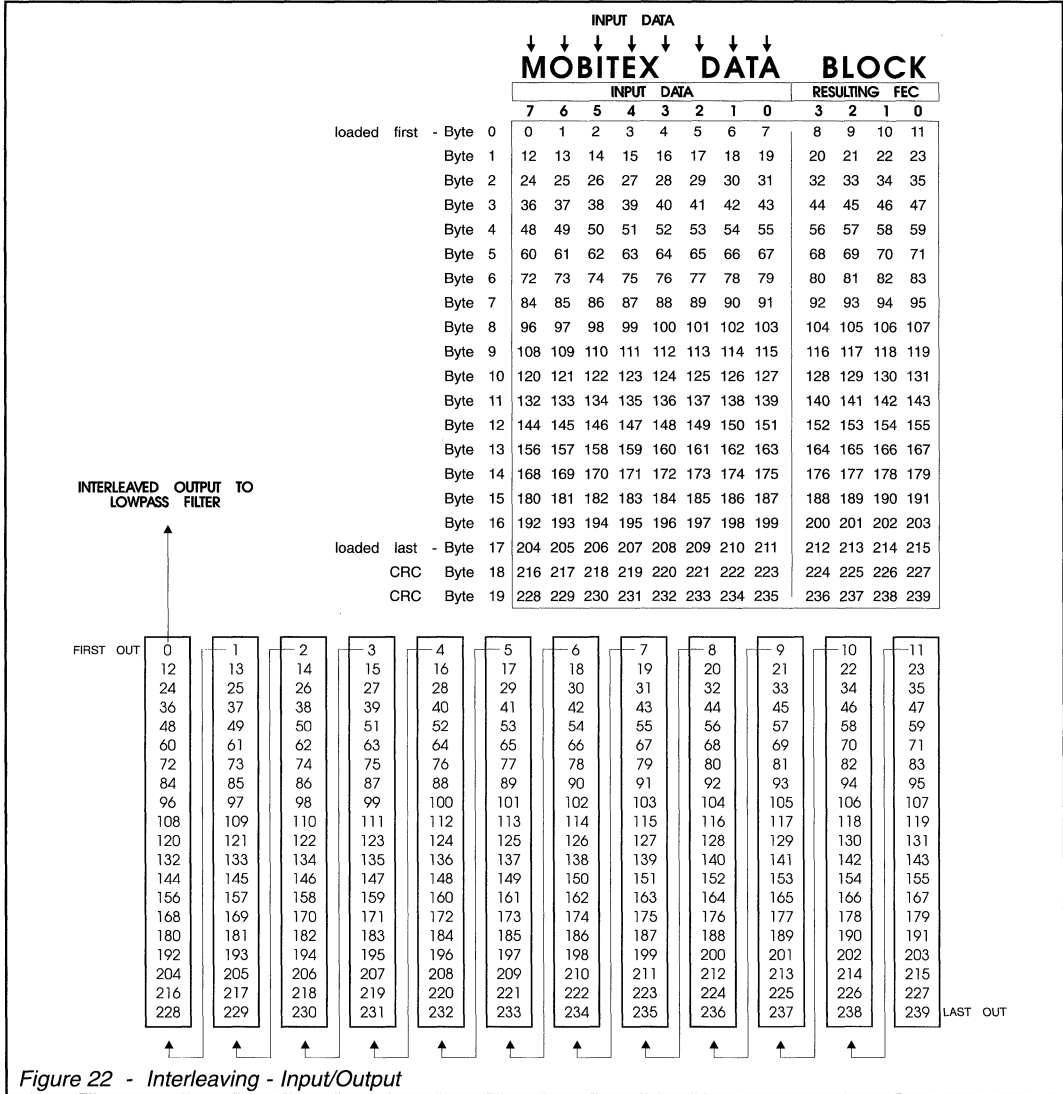 INPUT DATA
MOBITEX DATA BLOCK
INPUT DATA RESULTING FEC
7 6 5 4 3 2 1 0 3 2 1 0
loaded first - Byte 0 0 1 2 3 4 5 6 7 8 9 10 11
Byte 1 12 13 14 15 16 17 18 19 20 21 22 23
Byte 2 24 25 26 27 28 29 30 31 32 33 34 35
Byte 3 36 37 38 39 40 41 42 43 44 45 46 47
Byte 4 48 49 50 51 52 53 54 55 56 57 58 59
Byte 5 60 61 62 63 64 65 66 67 68 69 70 71
Byte 6 72 73 74 75 76 77 78 79 80 81 82 83
Byte 7 84 85 86 87 88 89 90 91 92 93 94 95
Byte 8 96 97 98 99 100 101 102 103 104 105 106 107
Byte 9 108 109 110 111 112 113 114 115 116 117 118 119
Byte 10 120 121 122 123 124 125 126 127 128 129 130 131
Byte 11 132 133 134 135 136 137 138 139 140 141 142 143
Byte 12 144 145 146 147 148 149 150 151 152 153 154 155
Byte 13 156 157 158 159 160 161 162 163 164 165 166 167
Byte 14 168 169 170 171 172 173 174 175 176 177 178 179
Byte 15 180 181 182 183 184 185 186 187 188 189 190 191
Byte 16 192 193 194 195 196 197 198 199 200 201 202 203
loaded last - Byte 17 204 205 206 207 208 209 210 211 212 213 214 215
CRC Byte 18 216 217 218 219 220 221 222 223 224 225 226 227
CRC Byte 19 228 229 230 231 232 233 234 235 236 237 238 239
INTERLEAVED OUTPUT TO
LOWPASS FILTER
FIRST OUT 0 1 2 3 4 5 6 7 8 9 10 11
12 13 14 15 16 17 18 19 20 21 22 23
24 25 26 27 28 29 30 31 32 33 34 35
36 37 38 39 40 41 42 43 44 45 46 47
48 49 50 51 52 53 54 55 56 57 58 59
60 61 62 63 64 65 66 67 68 69 70 71
72 73 74 75 76 77 78 79 80 81 82 83
84 85 86 87 88 89 90 91 92 93 94 95
96 97 98 99 100 101 102 103 104 105 106 107
108 109 110 111 112 113 114 115 116 117 118 119
120 121 122 123 124 125 126 127 128 129 130 131
132 133 134 135 136 137 138 139 140 141 142 143
144 145 146 147 148 149 150 151 152 153 154 155
156 157 158 159 160 161 162 163 164 165 166 167
168 169 170 171 172 173 174 175 176 177 178 179
180 181 182 183 184 185 186 187 188 189 190 191
192 193 194 195 196 197 198 199 200 201 202 203
204 205 206 207 208 209 210 211 212 213 214 215
216 217 218 219 220 221 222 223 224 225 226 227
228 229 230 231 232 233 234 235 236 237 238 239 LAST OUT
Figure 22 - Interleaving - Input/Output